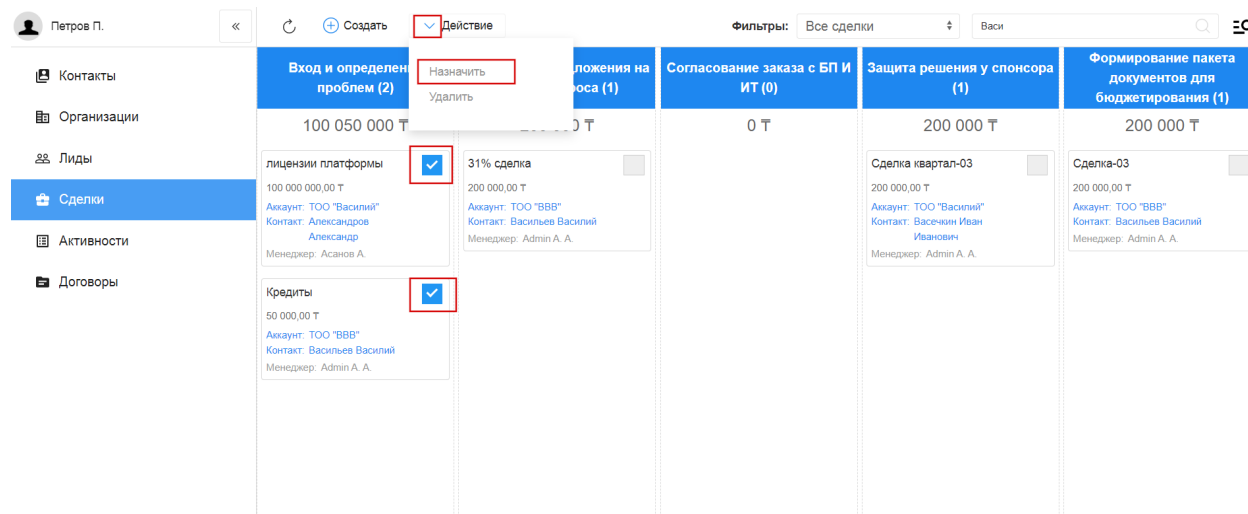 Петров П.
«
Создать
Действие
Фильтры:
Все сделки
Васи
Контакты
Организации
Лиды
Сделки
Активности
Договоры
Назначить
Удалить
Вход и
проблем (2)
100 050 000 ₸
лицензии платформы
100 000 000,00 ₸
Аккаунт: ТОО "Василий"
Контакт: Александров
Александр
Менеджер: Асанов А.
Кредиты
50 000,00 ₸
Аккаунт: ТОО "ВВВ"
Контакт: Васильев Василий
Менеджер: Admin A. A.
на
(1)
31% сделка
200 000,00 ₸
Аккаунт: ТОО "ВВВ"
Контакт: Васильев Василий
Менеджер: Admin A. A.
Согласование заказа с БП И
ИТ (0)
0 ₸
Защита решения у спонсора
(1)
200 000 ₸
Сделка квартал-03
200 000,00 ₸
Аккаунт: ТОО "Василий"
Контакт: Васечкин Иван
Иванович
Менеджер: Admin A. A.
Формирование пакета
документов для
бюджетирования (1)
200 000 ₸
Сделка-03
200 000,00 ₸
Аккаунт: ТОО "ВВВ"
Контакт: Васильев Василий
Менеджер: Admin A. A.